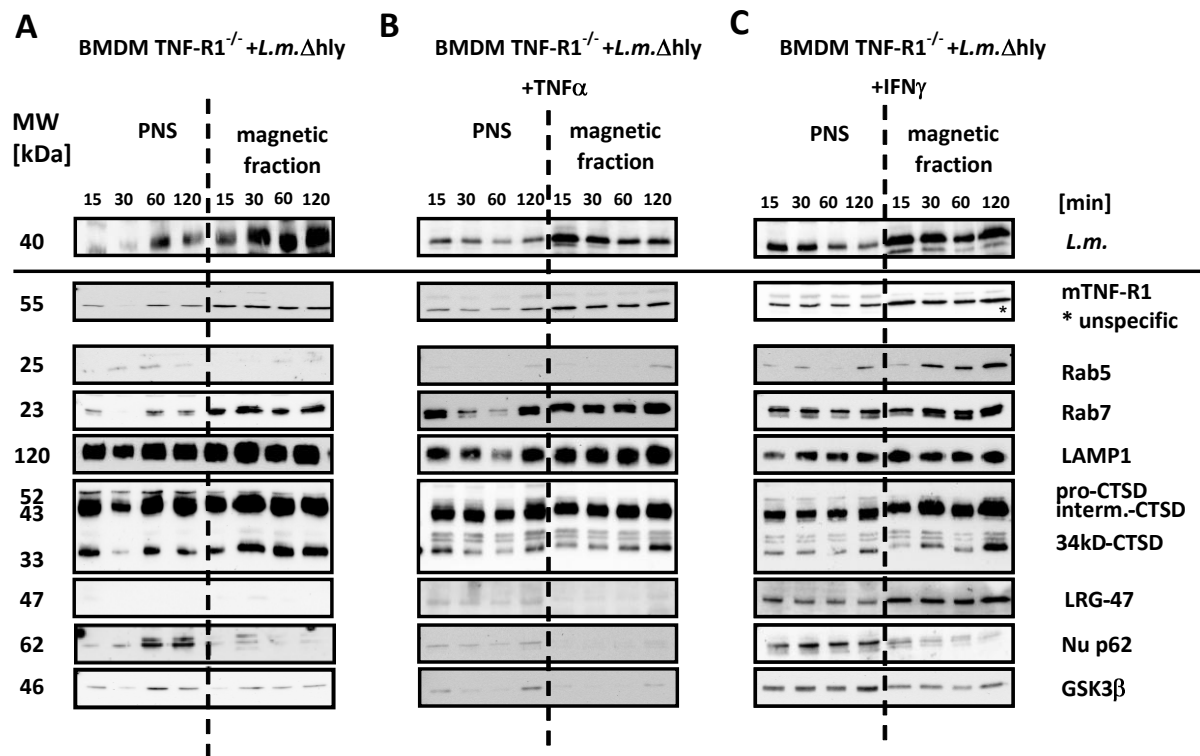 A B C
BMDM TNF-R1-/- +L.m.Δhly BMDM TNF-R1-/- +L.m.Δhly BMDM TNF-R1-/- +L.m.Δhly
+TNFα +IFNγ
MW
[kDa]
PNS magnetic fraction PNS magnetic fraction PNS magnetic fraction
15 30 60 120 15 30 60 120 15 30 60 120 15 30 60 120 15 30 60 120 15 30 60 120 [min]
40 L.m.
55 mTNF-R1
* * unspecific
25 Rab5
23 Rab7
120 LAMP1
52 pro-CTSD
43 interm.-CTSD
33 34kD-CTSD
47 LRG-47
62 Nu p62
46 GSK3β